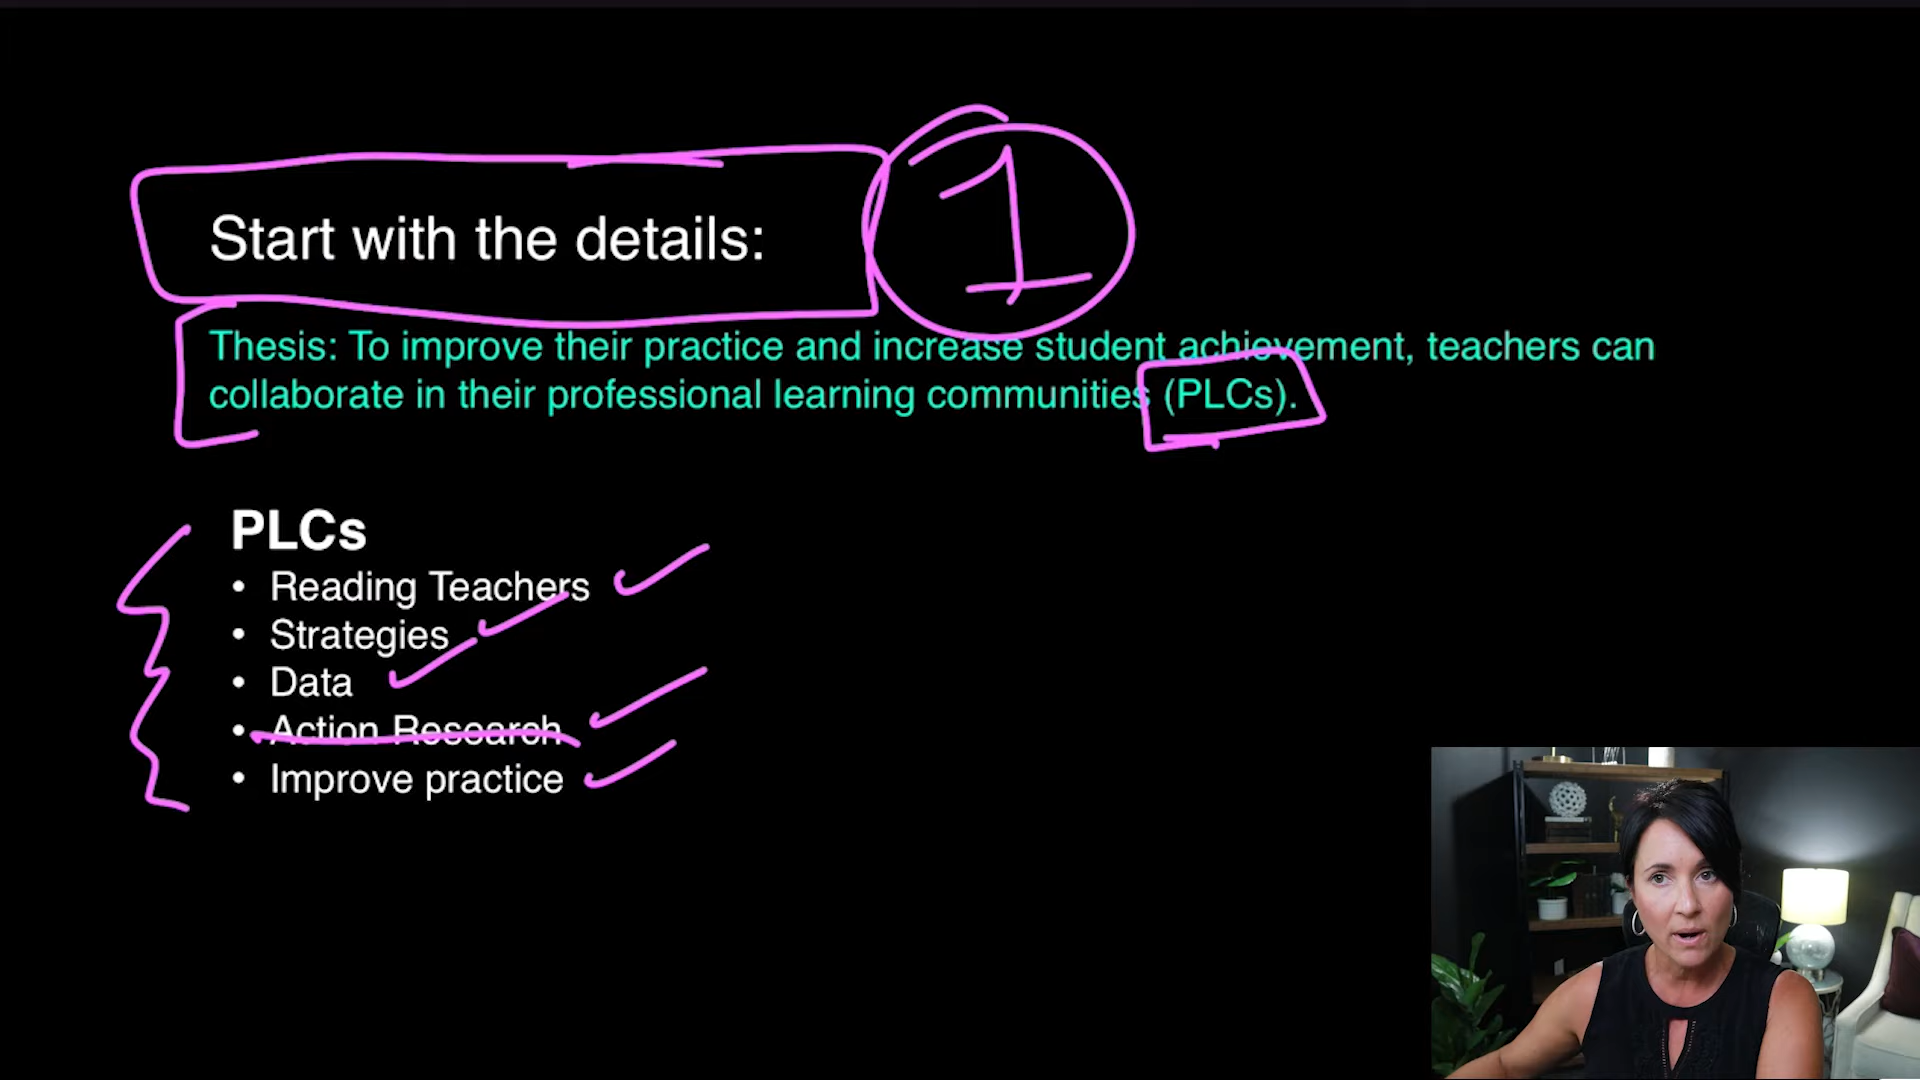 Start with the details:
1
Thesis: To improve their practice and increase student achievement, teachers can
collaborate in their professional learning communities (PLCs).
PLCs
• Reading Teachers
• Strategies
• Data
• Action Research
• Improve practice